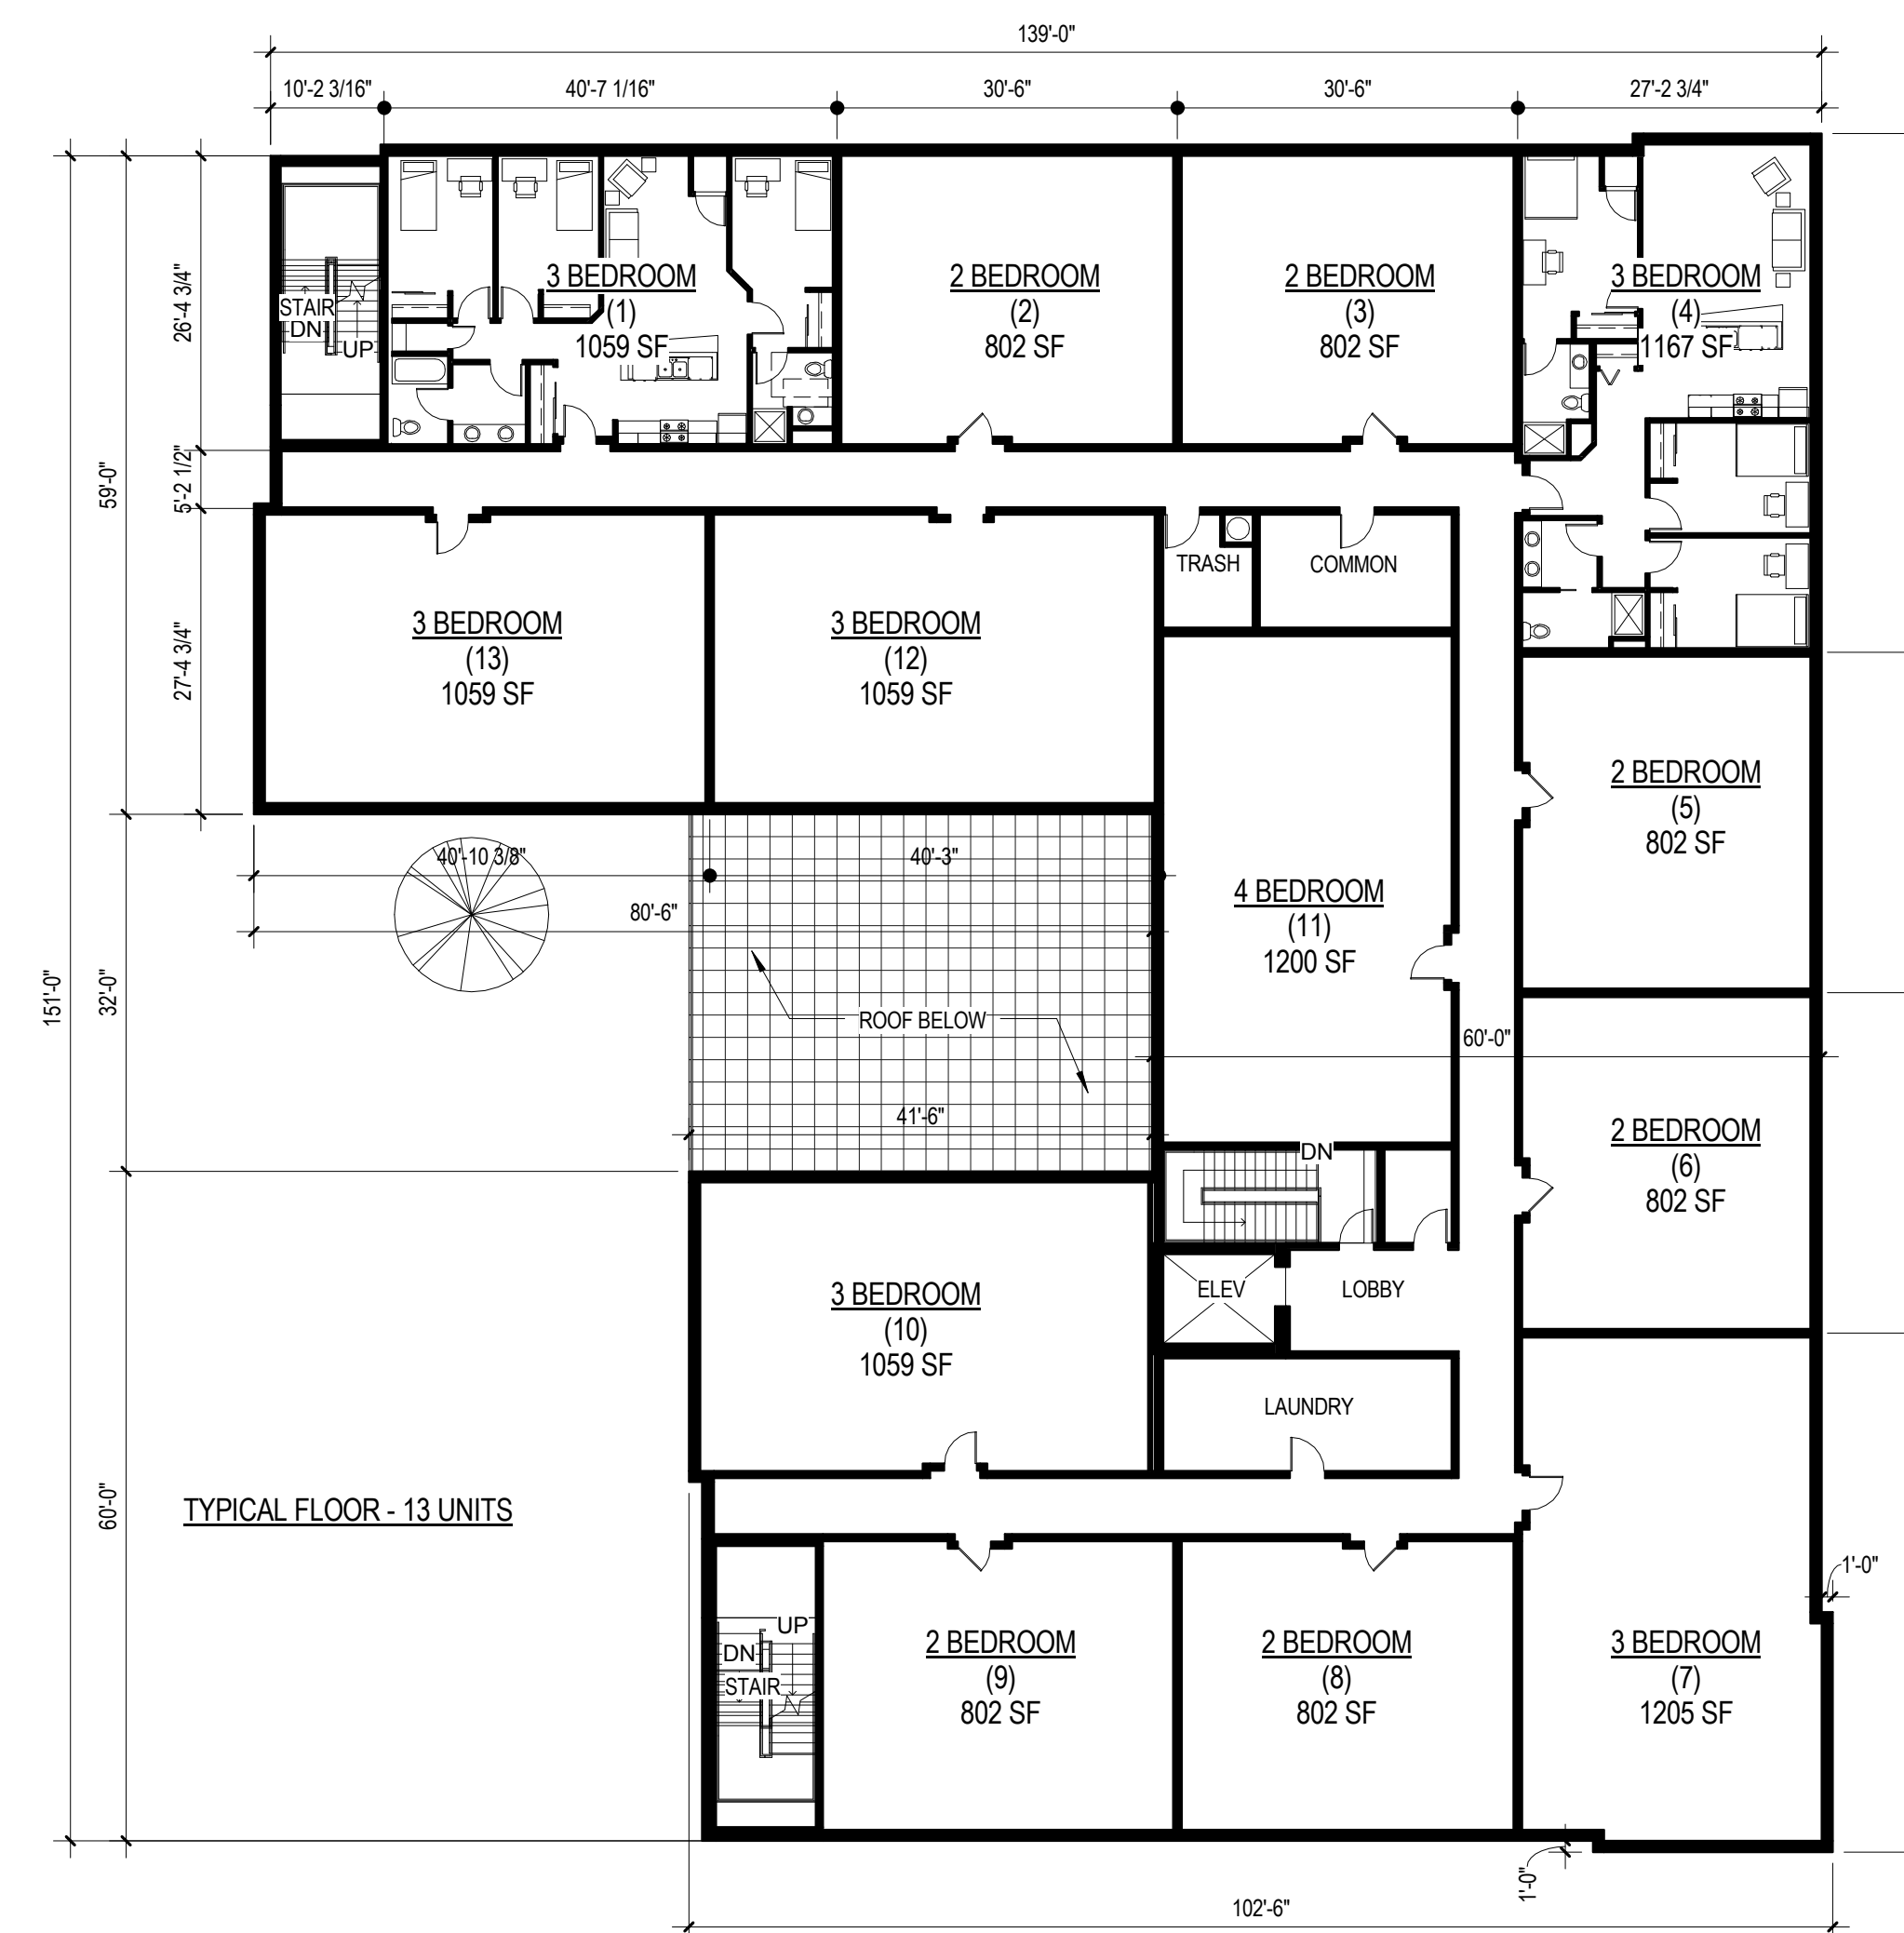 139'-0"
10'-2 3/16"
40'-7 1/16"
30'-6"
30'-6"
27'-2 3/4"
26'-4 3/4"
5'-2 1/2"
27'-4 3/4"
59'-0"
32'-0"
60'-0"
151'-0"
STAIR
DN
UP
3 BEDROOM
(1)
1059 SF
2 BEDROOM
(2)
802 SF
2 BEDROOM
(3)
802 SF
3 BEDROOM
(4)
1167 SF
TRASH
COMMON
3 BEDROOM
(13)
1059 SF
3 BEDROOM
(12)
1059 SF
2 BEDROOM
(5)
802 SF
40'-10 3/8"
40'-3"
80'-6"
4 BEDROOM
(11)
1200 SF
ROOF BELOW
60'-0"
41'-6"
DN
2 BEDROOM
(6)
802 SF
ELEV
LOBBY
3 BEDROOM
(10)
1059 SF
LAUNDRY
TYPICAL FLOOR - 13 UNITS
1'-0"
UP
DN
STAIR
2 BEDROOM
(9)
802 SF
2 BEDROOM
(8)
802 SF
3 BEDROOM
(7)
1205 SF
1'-0"
102'-6"